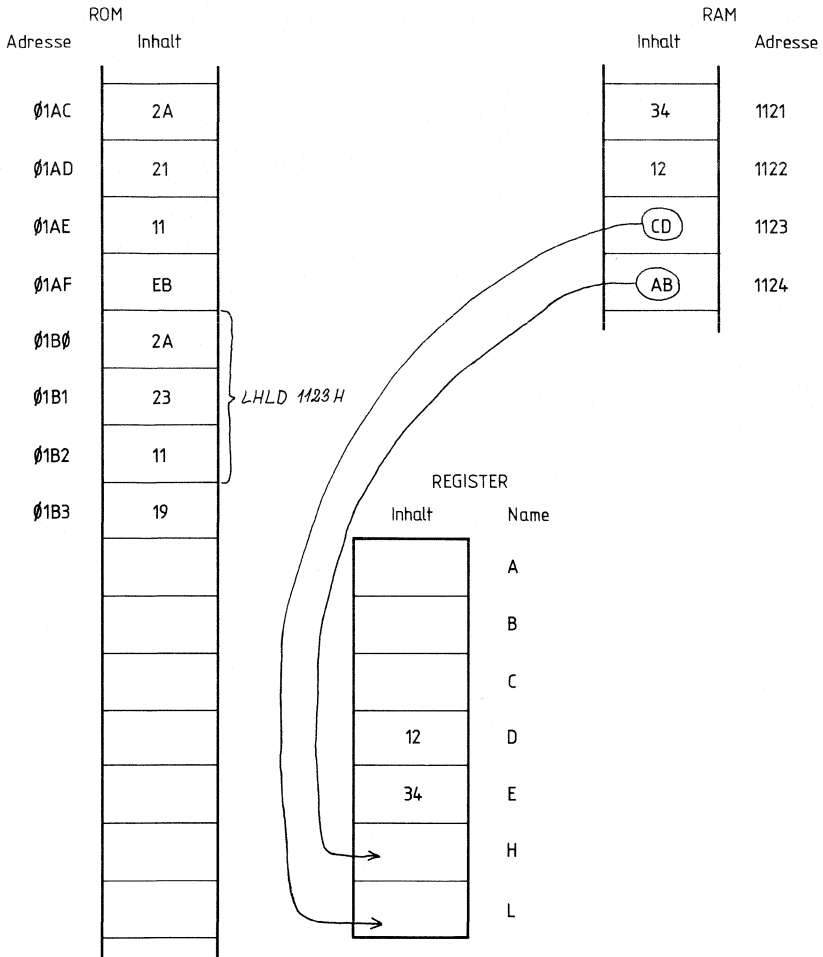 ROM RAM
Adresse Inhalt Inhalt Adresse
Ø1AC 2A 34 1121
Ø1AD 21 12 1122
Ø1AE 11 CD 1123
Ø1AF EB AB 1124
Ø1BØ 2A
Ø1B1 23 LHLD 1123 H
Ø1B2 11
REGISTER
Ø1B3 19 Inhalt Name
A
B
C
12 D
34 E
H
L